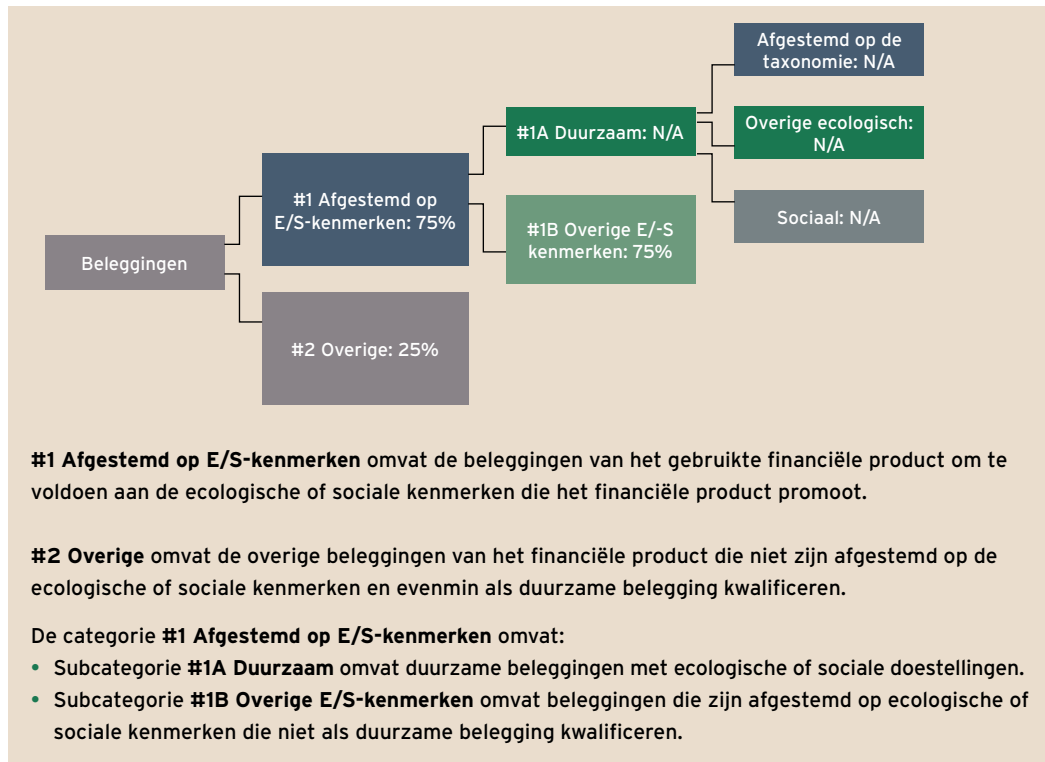 Afgestemd op de
taxonomie: N/A
#1A Duurzaam: N/A
Overige ecologisch:
N/A
#1 Afgestemd op
E/S-kenmerken: 75%
Sociaal: N/A
#1B Overige E/-S
kenmerken: 75%
Beleggingen
#2 Overige: 25%
#1 Afgestemd op E/S-kenmerken omvat de beleggingen van het gebruikte financiële product om te
voldoen aan de ecologische of sociale kenmerken die het financiële product promoot.
#2 Overige omvat de overige beleggingen van het financiële product die niet zijn afgestemd op de
ecologische of sociale kenmerken en evenmin als duurzame belegging kwalificeren.
De categorie #1 Afgestemd op E/S-kenmerken omvat:
• Subcategorie #1A Duurzaam omvat duurzame beleggingen met ecologische of sociale doestellingen.
• Subcategorie #1B Overige E/S-kenmerken omvat beleggingen die zijn afgestemd op ecologische of
sociale kenmerken die niet als duurzame belegging kwalificeren.